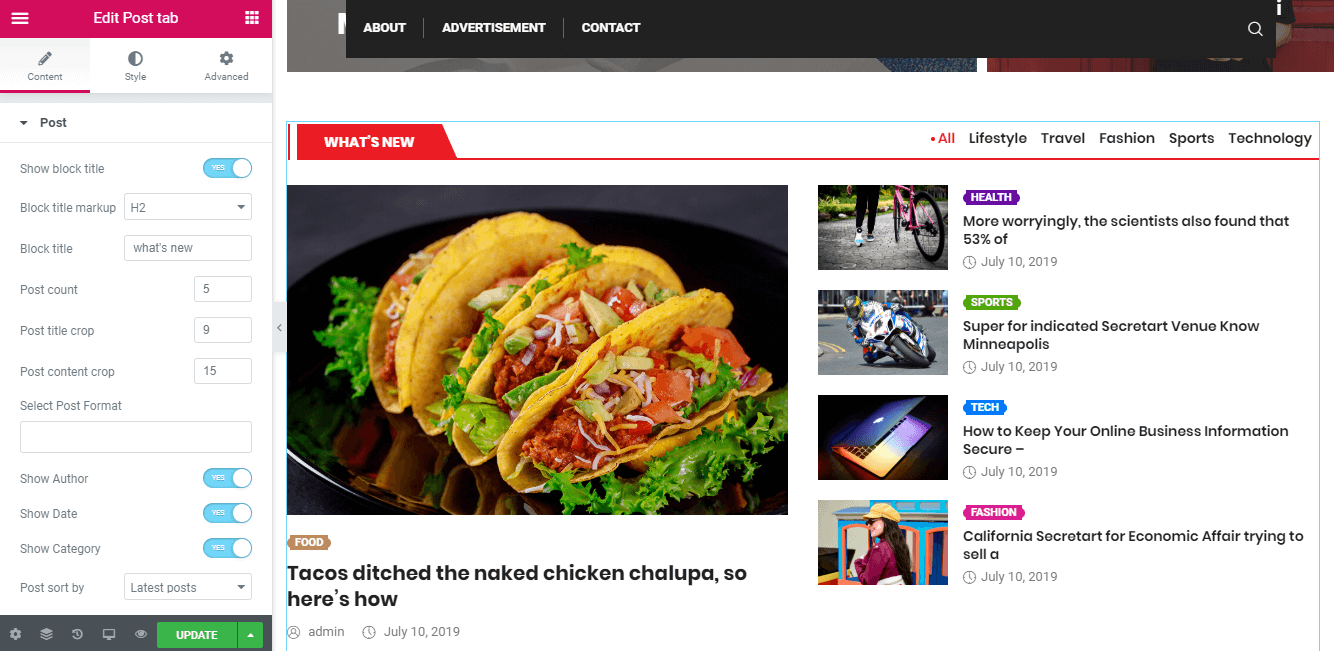 Edit Post tab
Content
Style
Advanced
Post
Show block title
YES
Block title markup
H2
Block title
what's new
Post count
5
Post title crop
9
Post content crop
15
Select Post Format
Show Author
YES
Show Date
YES
Show Category
YES
Post sort by
Latest posts
UPDATE
ABOUT
ADVERTISEMENT
CONTACT
WHAT'S NEW
All
Lifestyle
Travel
Fashion
Sports
Technology
FOOD
Tacos ditched the naked chicken chalupa, so
here’s how
admin
July 10, 2019
HEALTH
More worryingly, the scientists also found that
53% of
July 10, 2019
SPORTS
Super for indicated Secretart Venue Know
Minneapolis
July 10, 2019
TECH
How to Keep Your Online Business Information
Secure –
July 10, 2019
FASHION
California Secretart for Economic Affair trying to
sell a
July 10, 2019